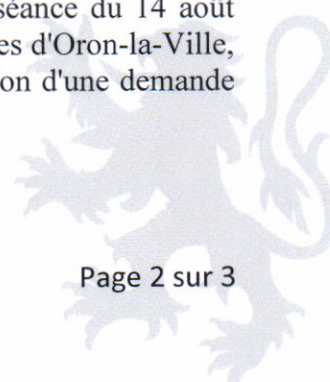 séance du 14 août
es d'Oron-la-Ville,
on d'une demande
Page 2 sur 3